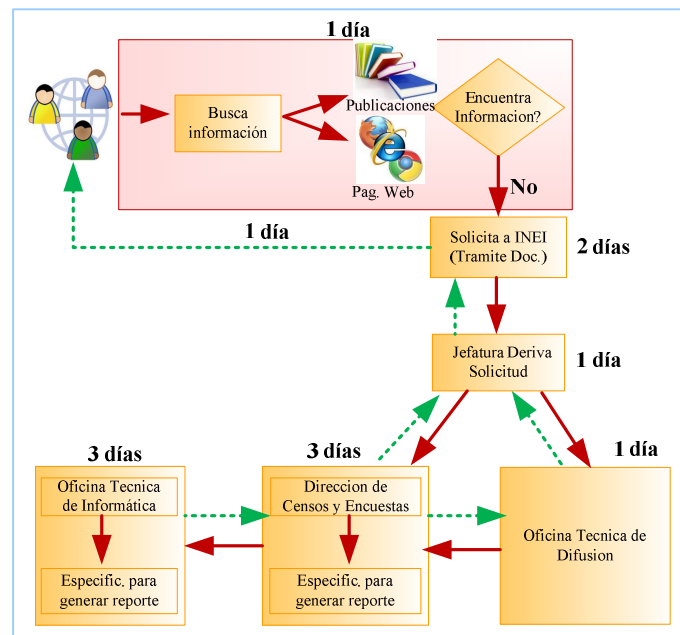 1 día
Publicaciones
Busca
información
Encuentra
Informacion?
Pag. Web
No
1 día
Solicita a INEI
(Tramite Doc.)
2 días
Jefatura Deriva
Solicitud
1 día
3 días
3 días
1 día
Oficina Tecnica
de Informática
Direccion de
Censos y Encuestas
Oficina Tecnica de
Difusion
Especific, para
generar reporte
Especific, para
generar reporte